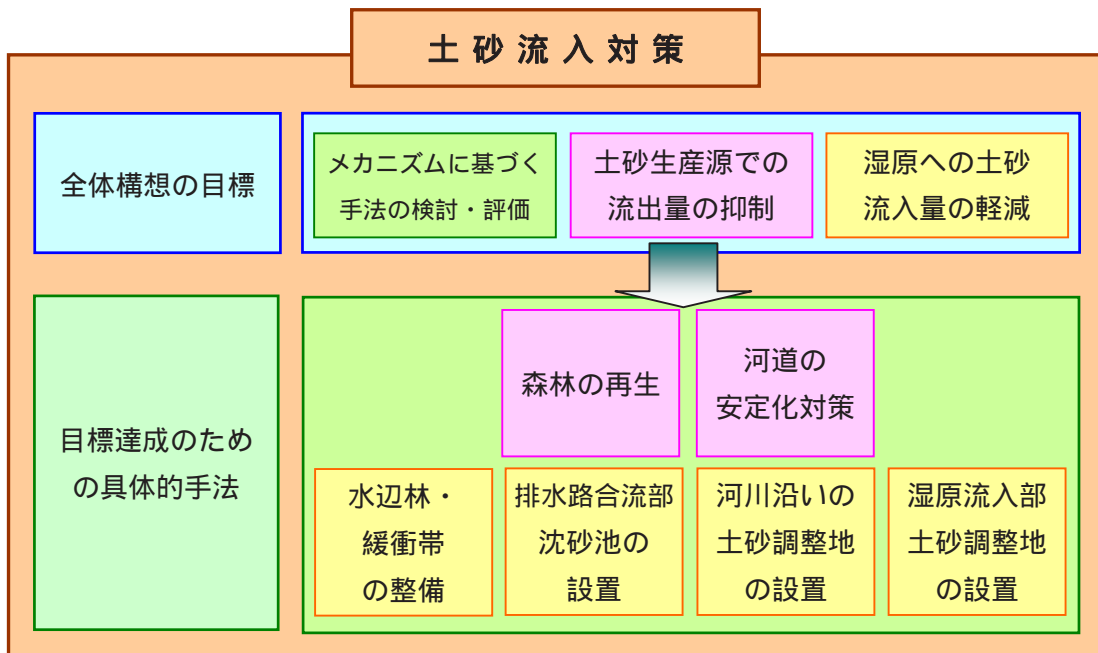 土砂流入対策
全体構想の目標
メカニズムに基づく
手法の検討・評価
土砂生産源での
流出量の抑制
湿原への土砂
流入量の軽減
目標達成のため
の具体的手法
森林の再生
河道の
安定化対策
水辺林・
緩衝帯
の整備
排水路合流部
沈砂池の
設置
河川沿いの
土砂調整地
の設置
湿原流入部
土砂調整地
の設置